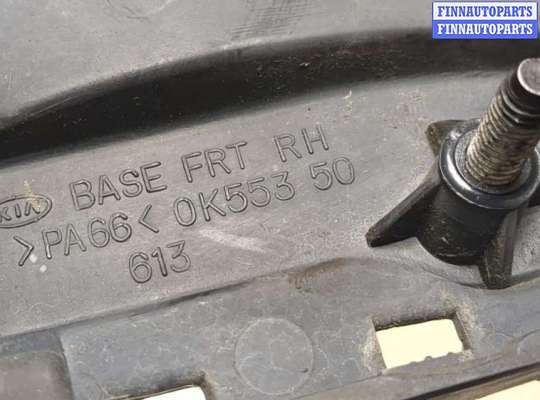 FINNAUTOPARTS
FINNAUTOPARTS
KIA BASE FRT RH
>PA66< 0K553 50
613